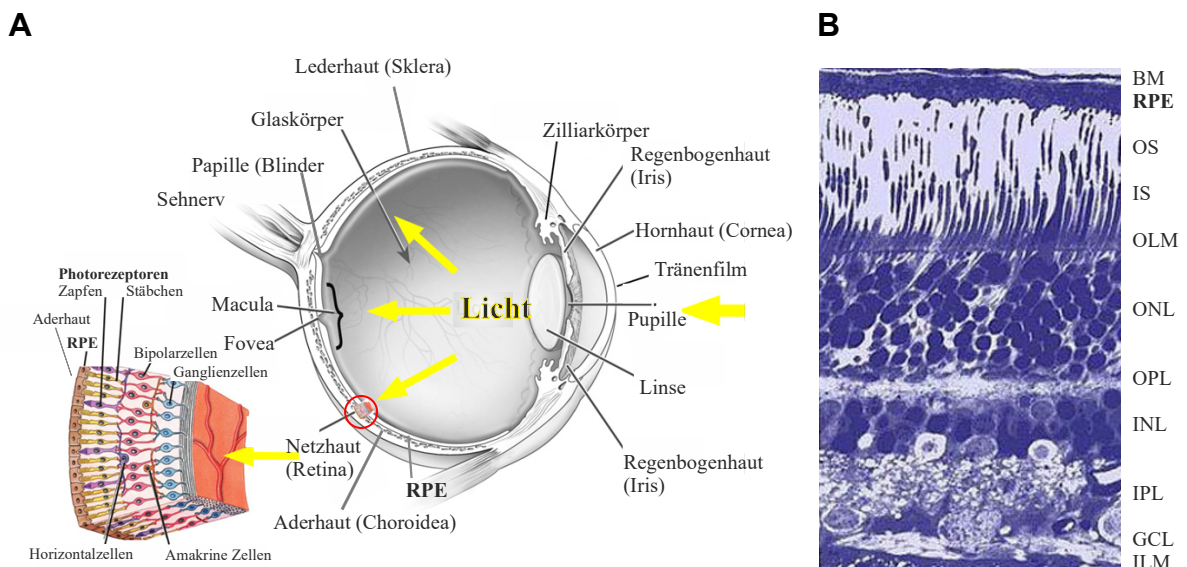 A
B
Lederhaut (Sklera)
Glaskörper
Papille (Blinder
Sehnerv
Zilliarkörper
Regenbogenhaut
(Iris)
Hornhaut (Cornea)
Tränenfilm
Pupille
Licht
Linse
Regenbogenhaut
(Iris)
Macula
Fovea
Netzhaut
(Retina)
RPE
Aderhaut (Choroidea)
Photorezeptoren
Zapfen
Stäbchen
Aderhaut
RPE
Bipolarzellen
Ganglienzellen
Horizontalzellen
Amakrine Zellen
BM
RPE
OS
IS
OLM
ONL
OPL
INL
IPL
GCL
ILM